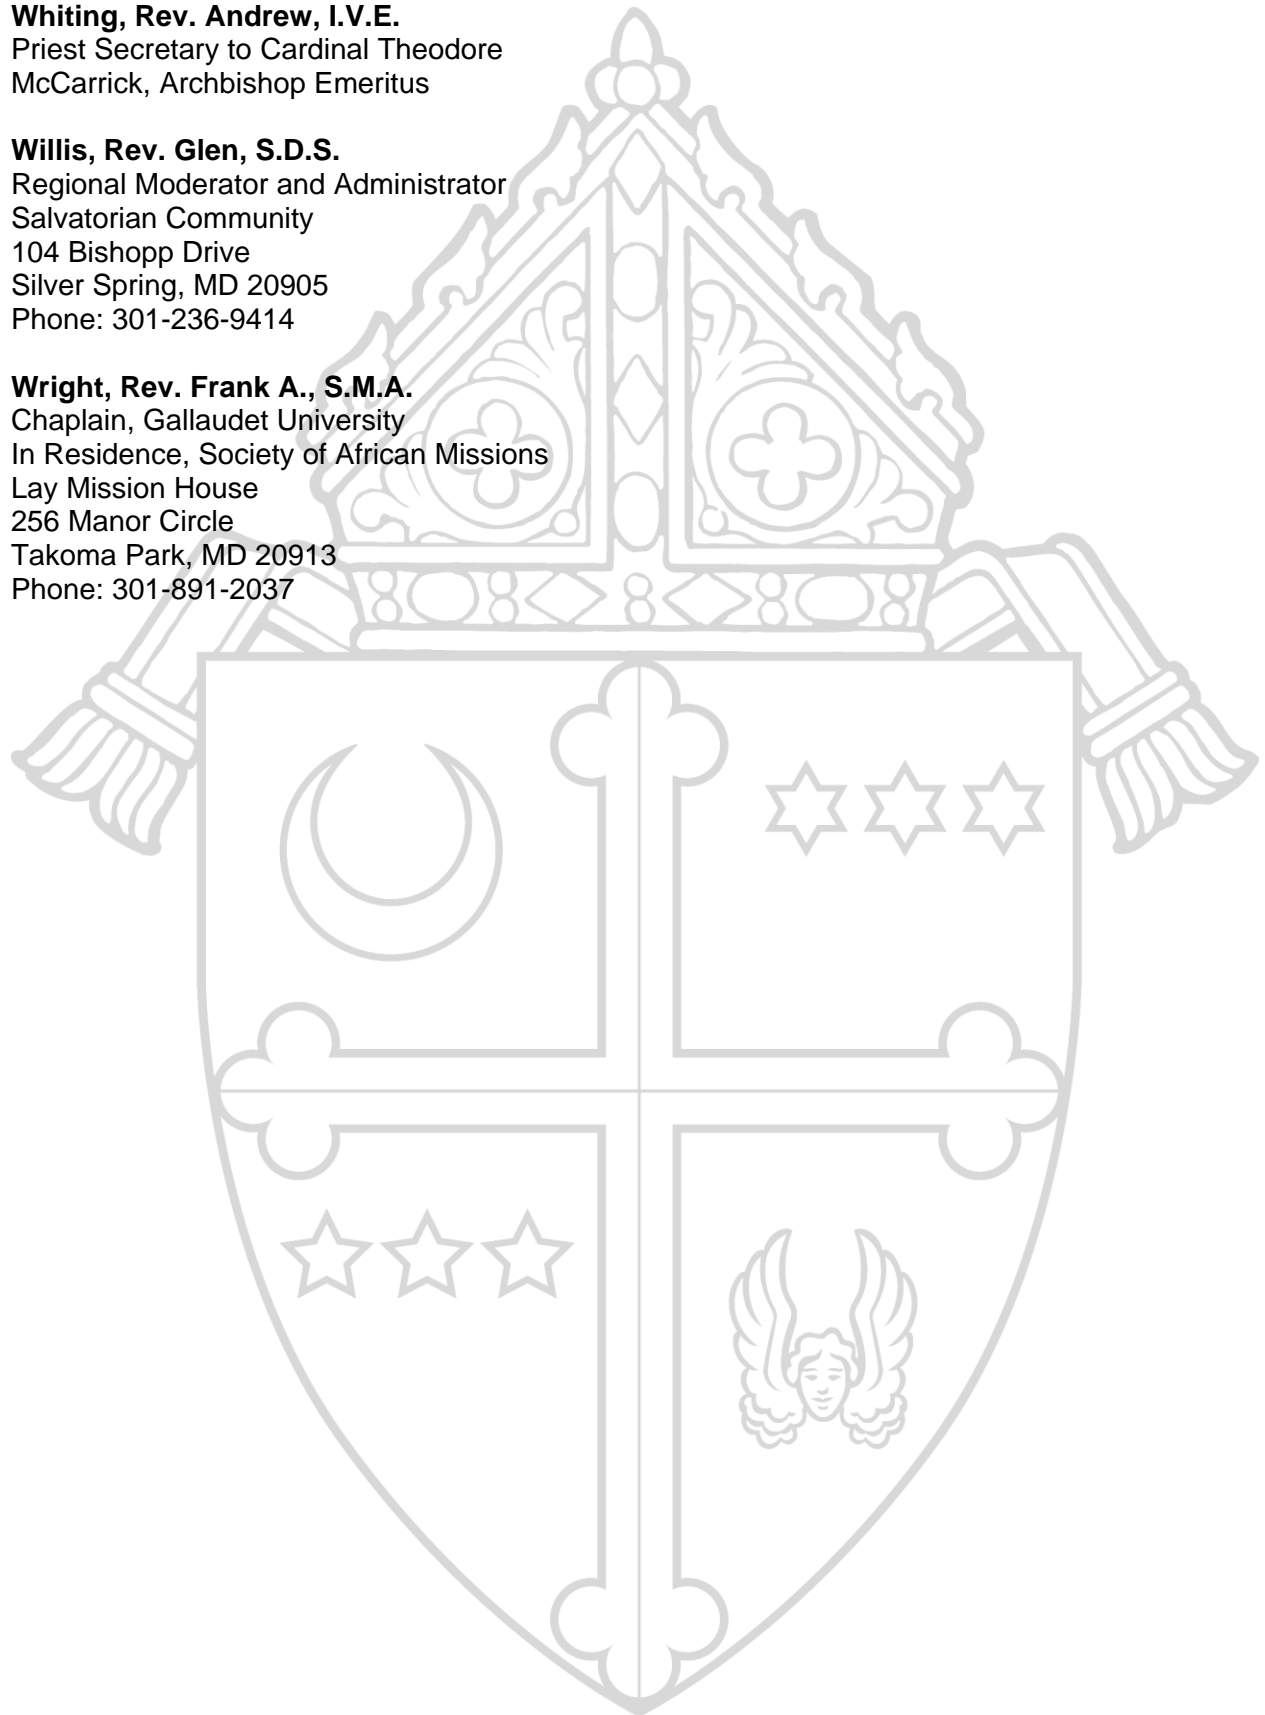 Whiting, Rev. Andrew, I.V.E.
Priest Secretary to Cardinal Theodore
McCarrick, Archbishop Emeritus
Willis, Rev. Glen, S.D.S.
Regional Moderator and Administrator
Salvatorian Community
104 Bishopp Drive
Silver Spring, MD 20905
Phone: 301-236-9414
Wright, Rev. Frank A., S.M.A.
Chaplain, Gallaudet University
In Residence, Society of African Missions
Lay Mission House
256 Manor Circle
Takoma Park, MD 20913
Phone: 301-891-2037